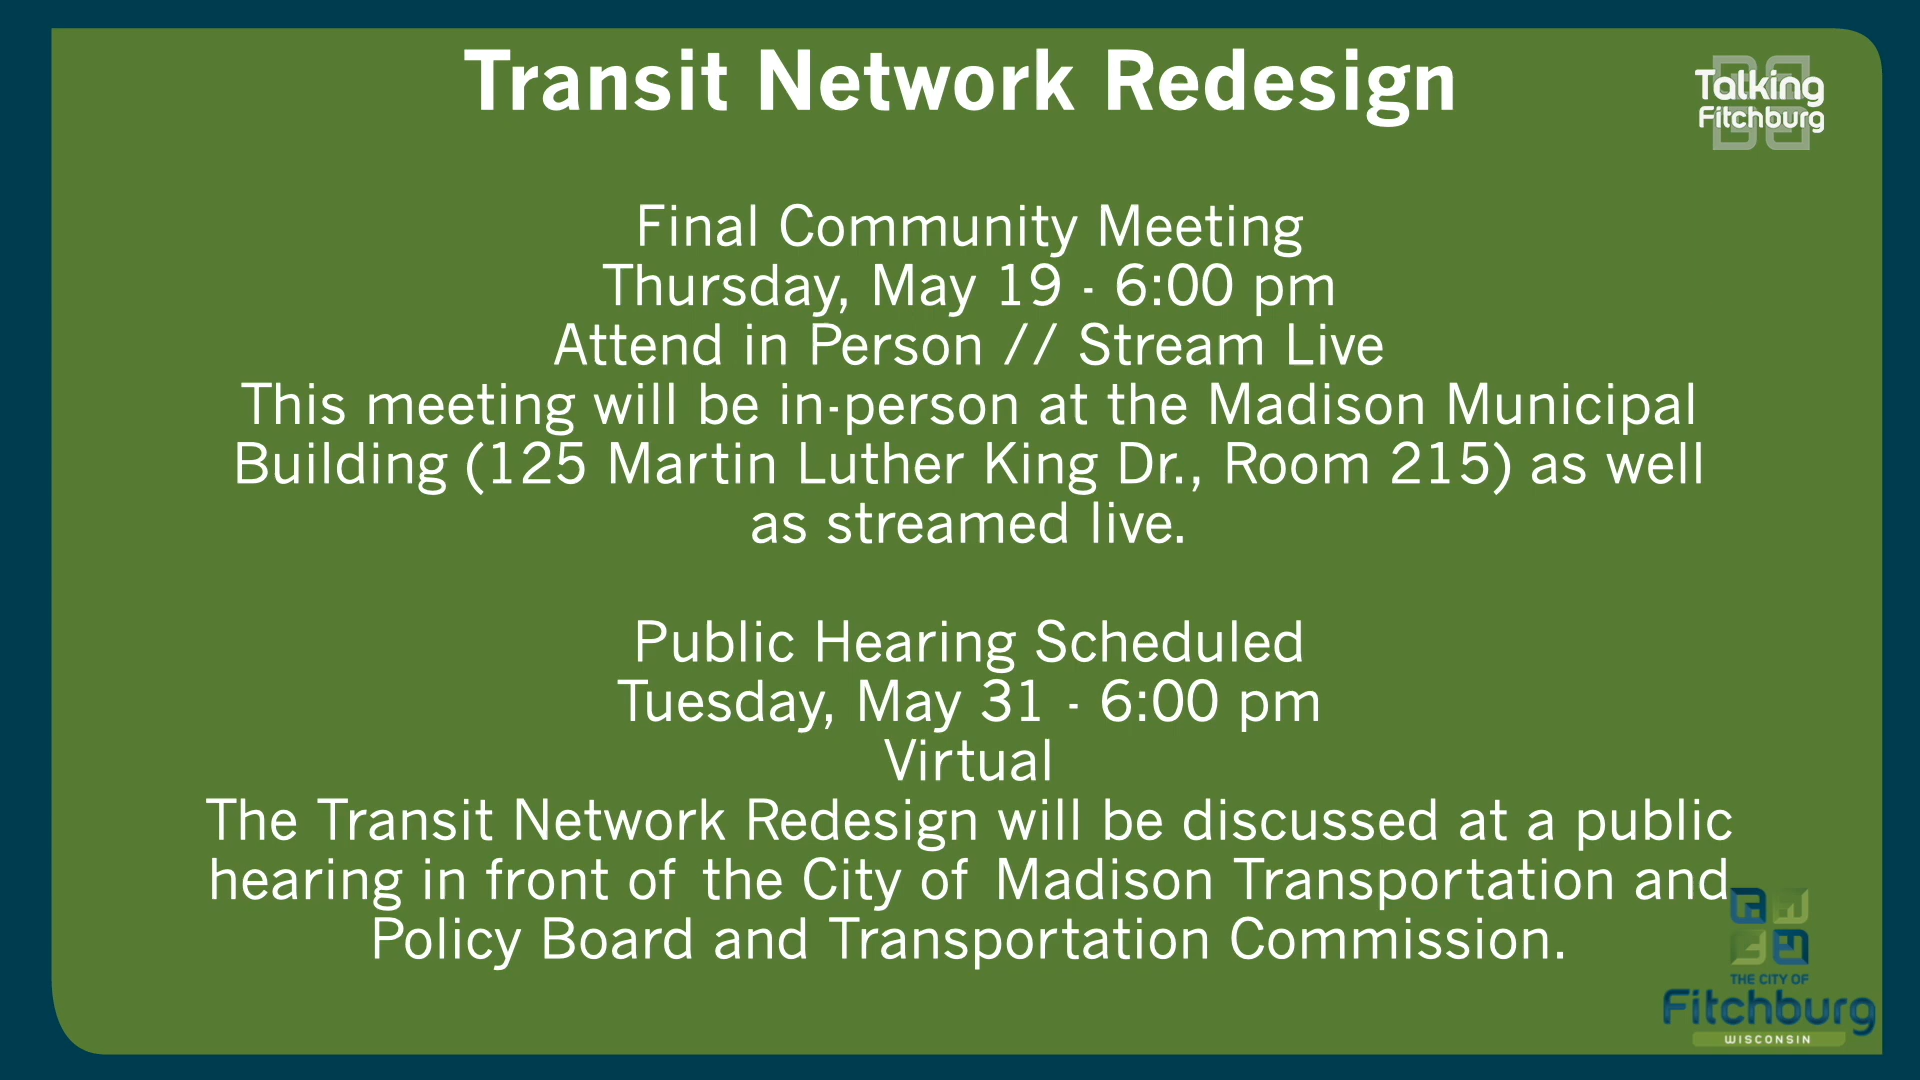 Transit Network Redesign
Talking
Fitchburg
Final Community Meeting
Thursday, May 19 - 6:00 pm
Attend in Person // Stream Live
This meeting will be in-person at the Madison Municipal
Building (125 Martin Luther King Dr., Room 215) as well
as streamed live.
Public Hearing Scheduled
Tuesday, May 31 - 6:00 pm
Virtual
The Transit Network Redesign will be discussed at a public
hearing in front of the City of Madison Transportation and
Policy Board and Transportation Commission.
THE CITY OF
Fitchburg
WISCONSIN